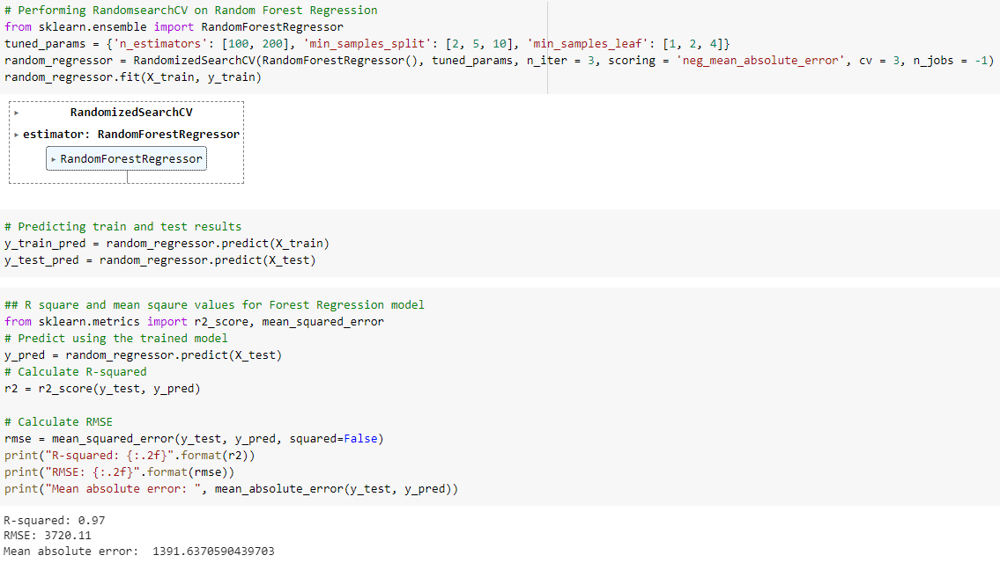 # Performing RandomsearchCV on Random Forest Regression
from sklearn.ensemble import RandomForestRegressor
tuned_params = {'n_estimators': [100, 200], 'min_samples_split': [2, 5, 10], 'min_samples_leaf': [1, 2, 4]}
random_regressor = RandomizedSearchCV(RandomForestRegressor(), tuned_params, n_iter = 3, scoring = 'neg_mean_absolute_error', cv = 3, n_jobs = -1)
random_regressor.fit(X_train, y_train)
RandomizedSearchCV
estimator: RandomForestRegressor
RandomForestRegressor
# Predicting train and test results
y_train_pred = random_regressor.predict(X_train)
y_test_pred = random_regressor.predict(X_test)
## R square and mean sqaure values for Forest Regression model
from sklearn.metrics import r2_score, mean_squared_error
# Predict using the trained model
y_pred = random_regressor.predict(X_test)
# Calculate R-squared
r2 = r2_score(y_test, y_pred)
# Calculate RMSE
rmse = mean_squared_error(y_test, y_pred, squared=False)
print("R-squared: {:.2f}".format(r2))
print("RMSE: {:.2f}".format(rmse))
print("Mean absolute error: ", mean_absolute_error(y_test, y_pred))
R-squared: 0.97
RMSE: 3720.11
Mean absolute error:  1391.6370590439703